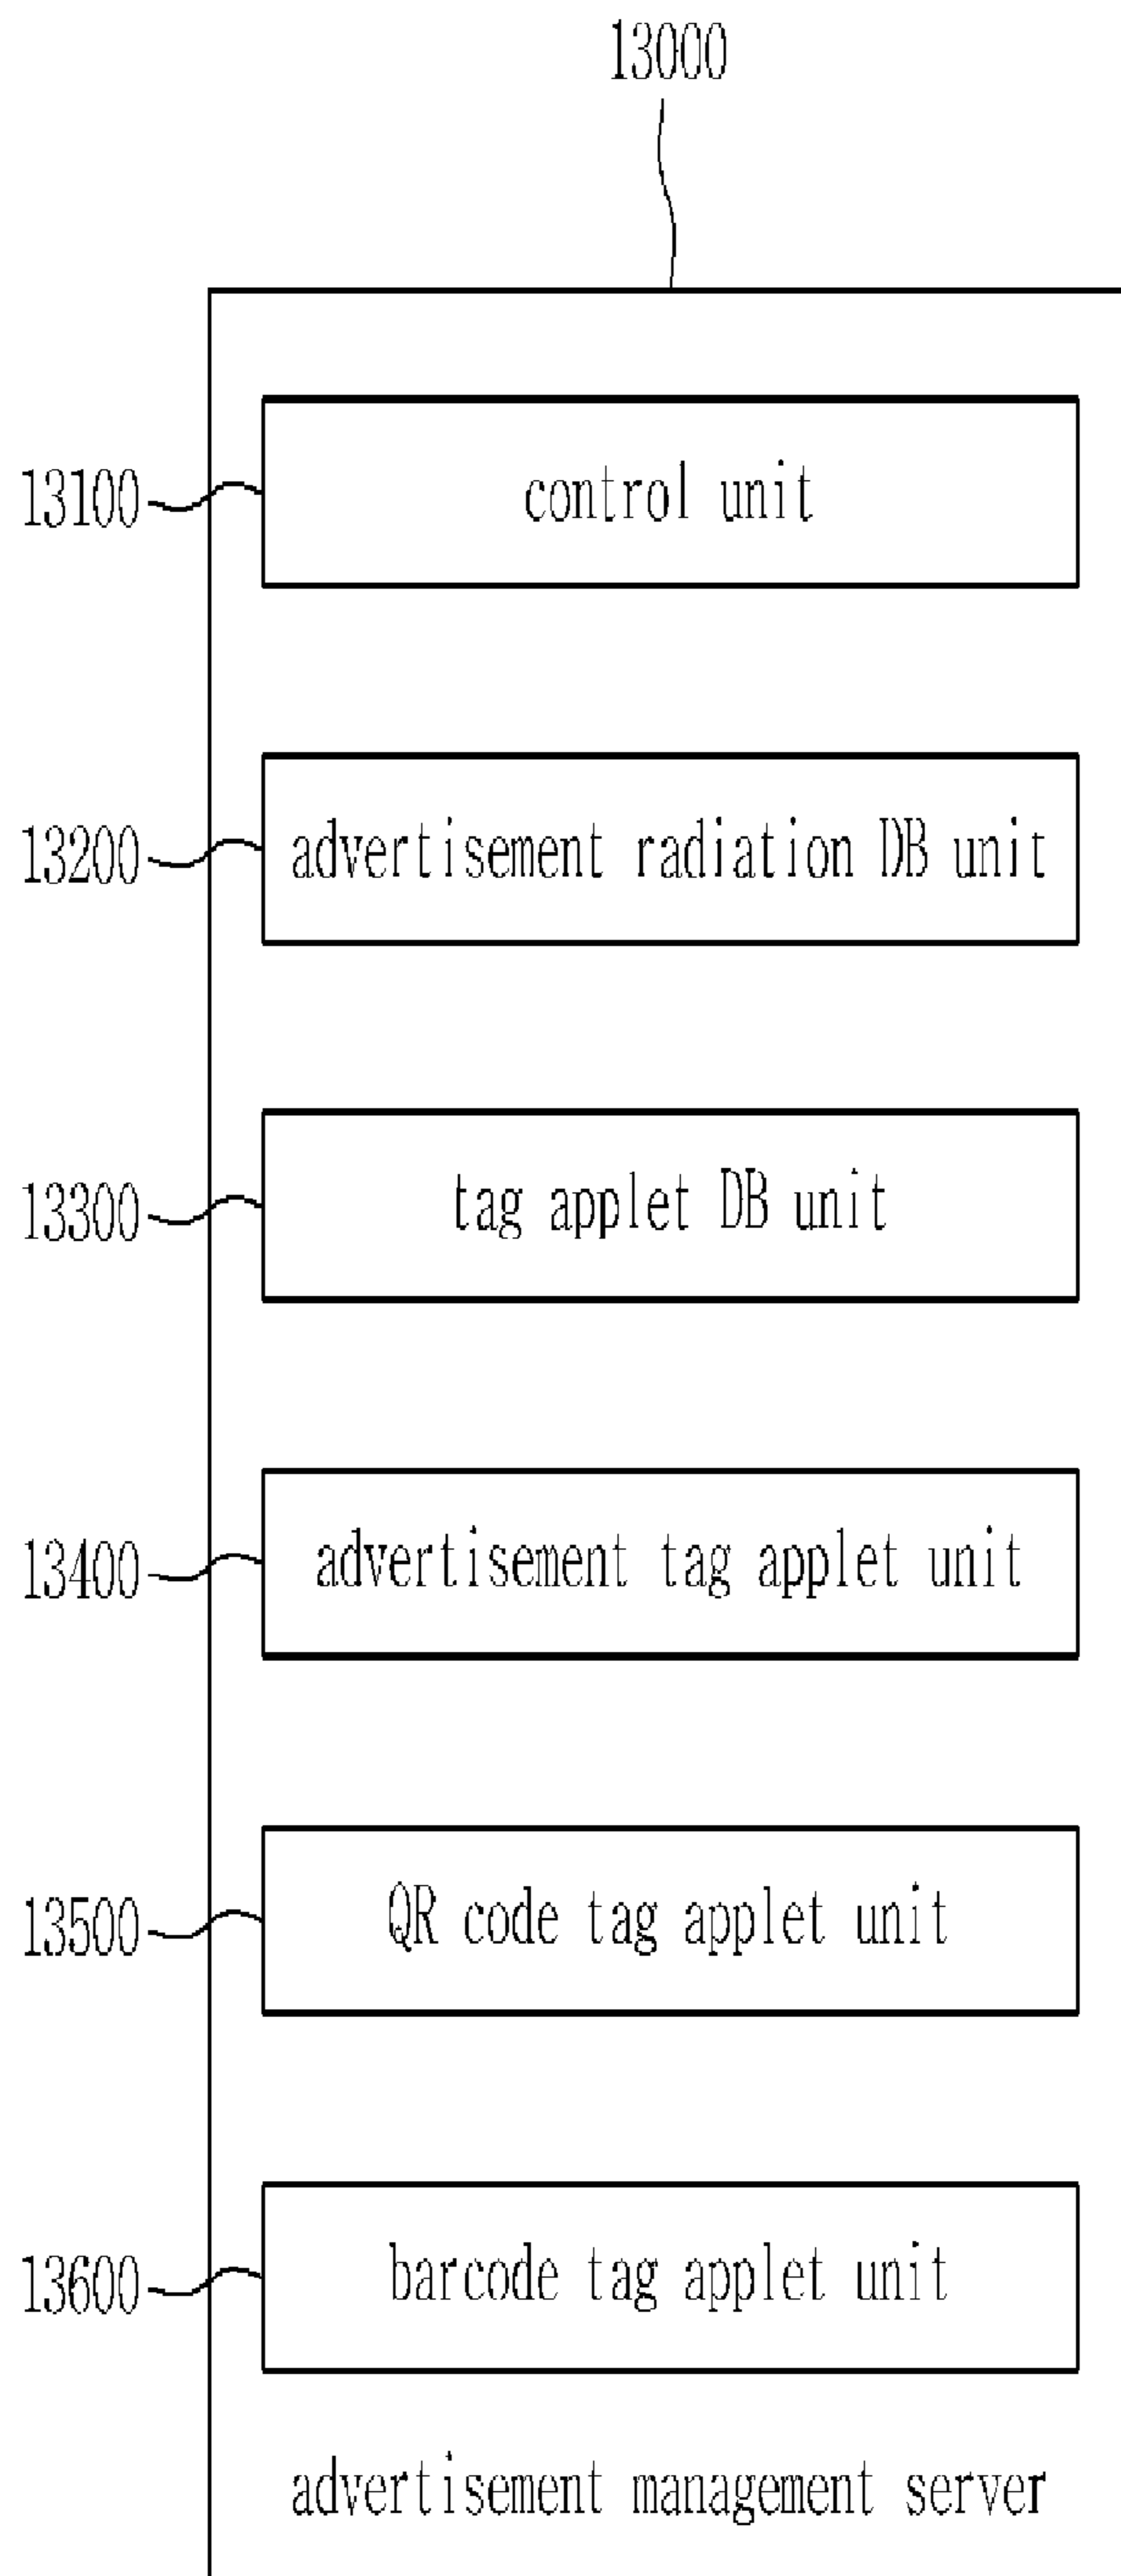 13000
13100
control unit
13200
advertisement radiation DB unit
13300
tag applet DB unit
13400
advertisement tag applet unit
13500
QR code tag applet unit
13600
barcode tag applet unit
advertisement management server